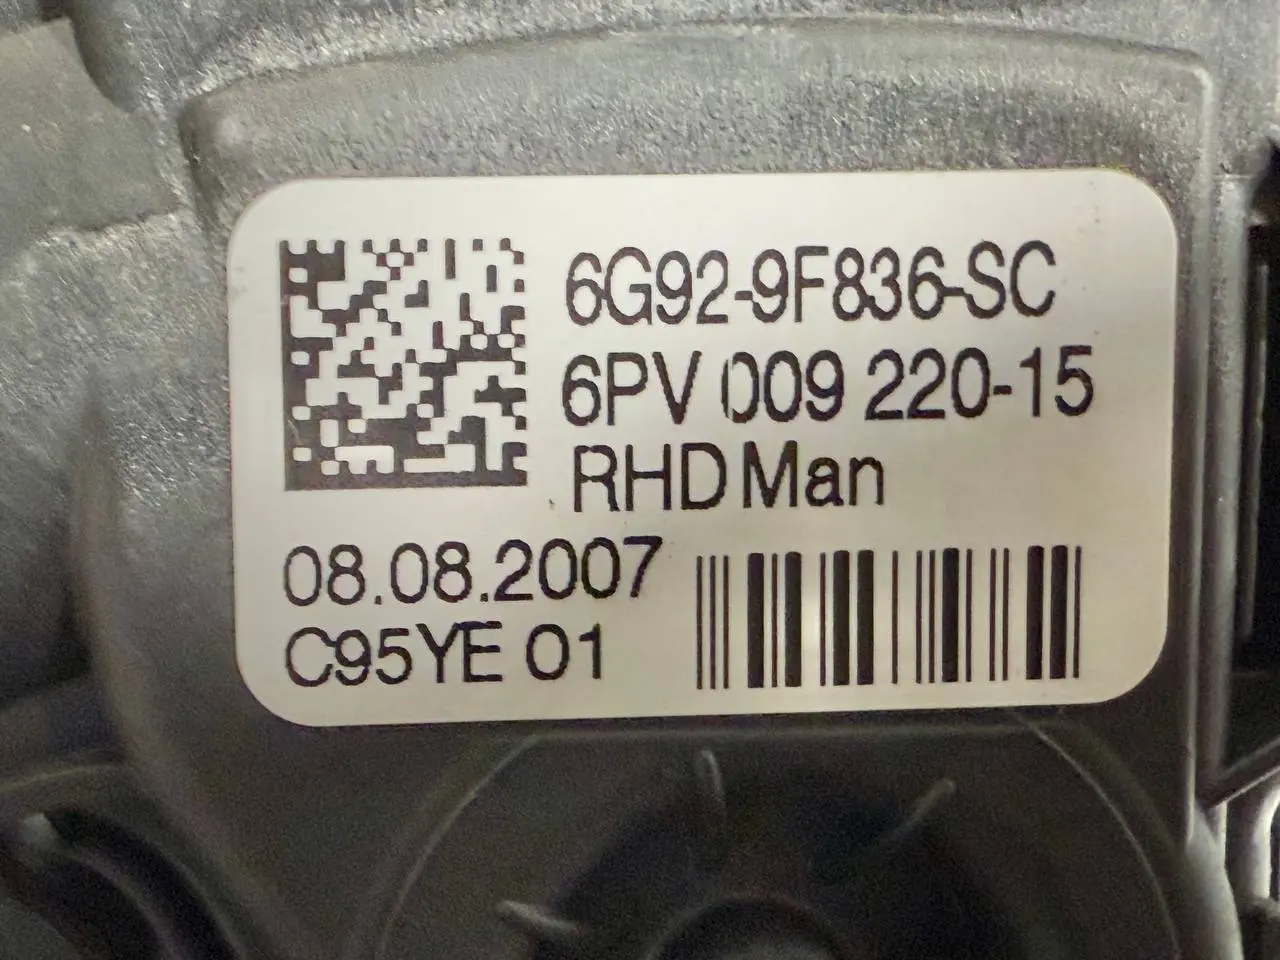 6G92-9F836-SC
6PV 009 220-15
RHD Man
08.08.2007
C95YE 01